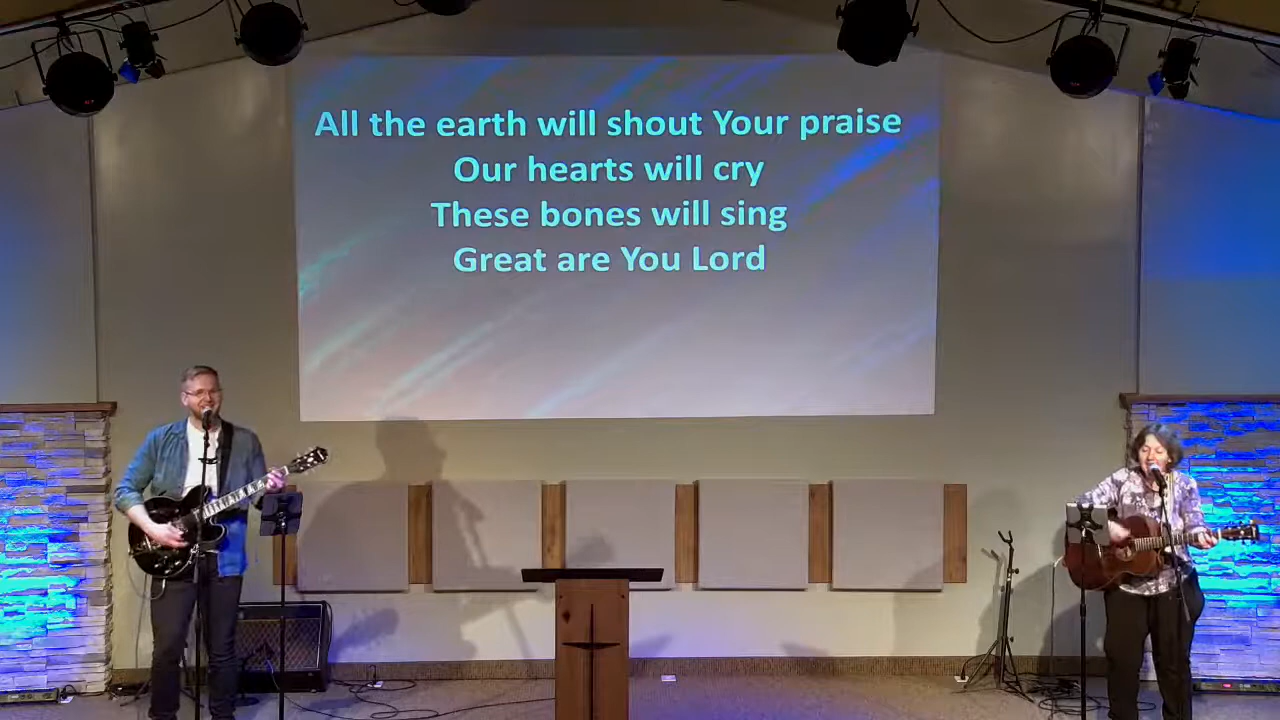 All the earth will shout Your praise
Our hearts will cry
These bones will sing
Great are You Lord